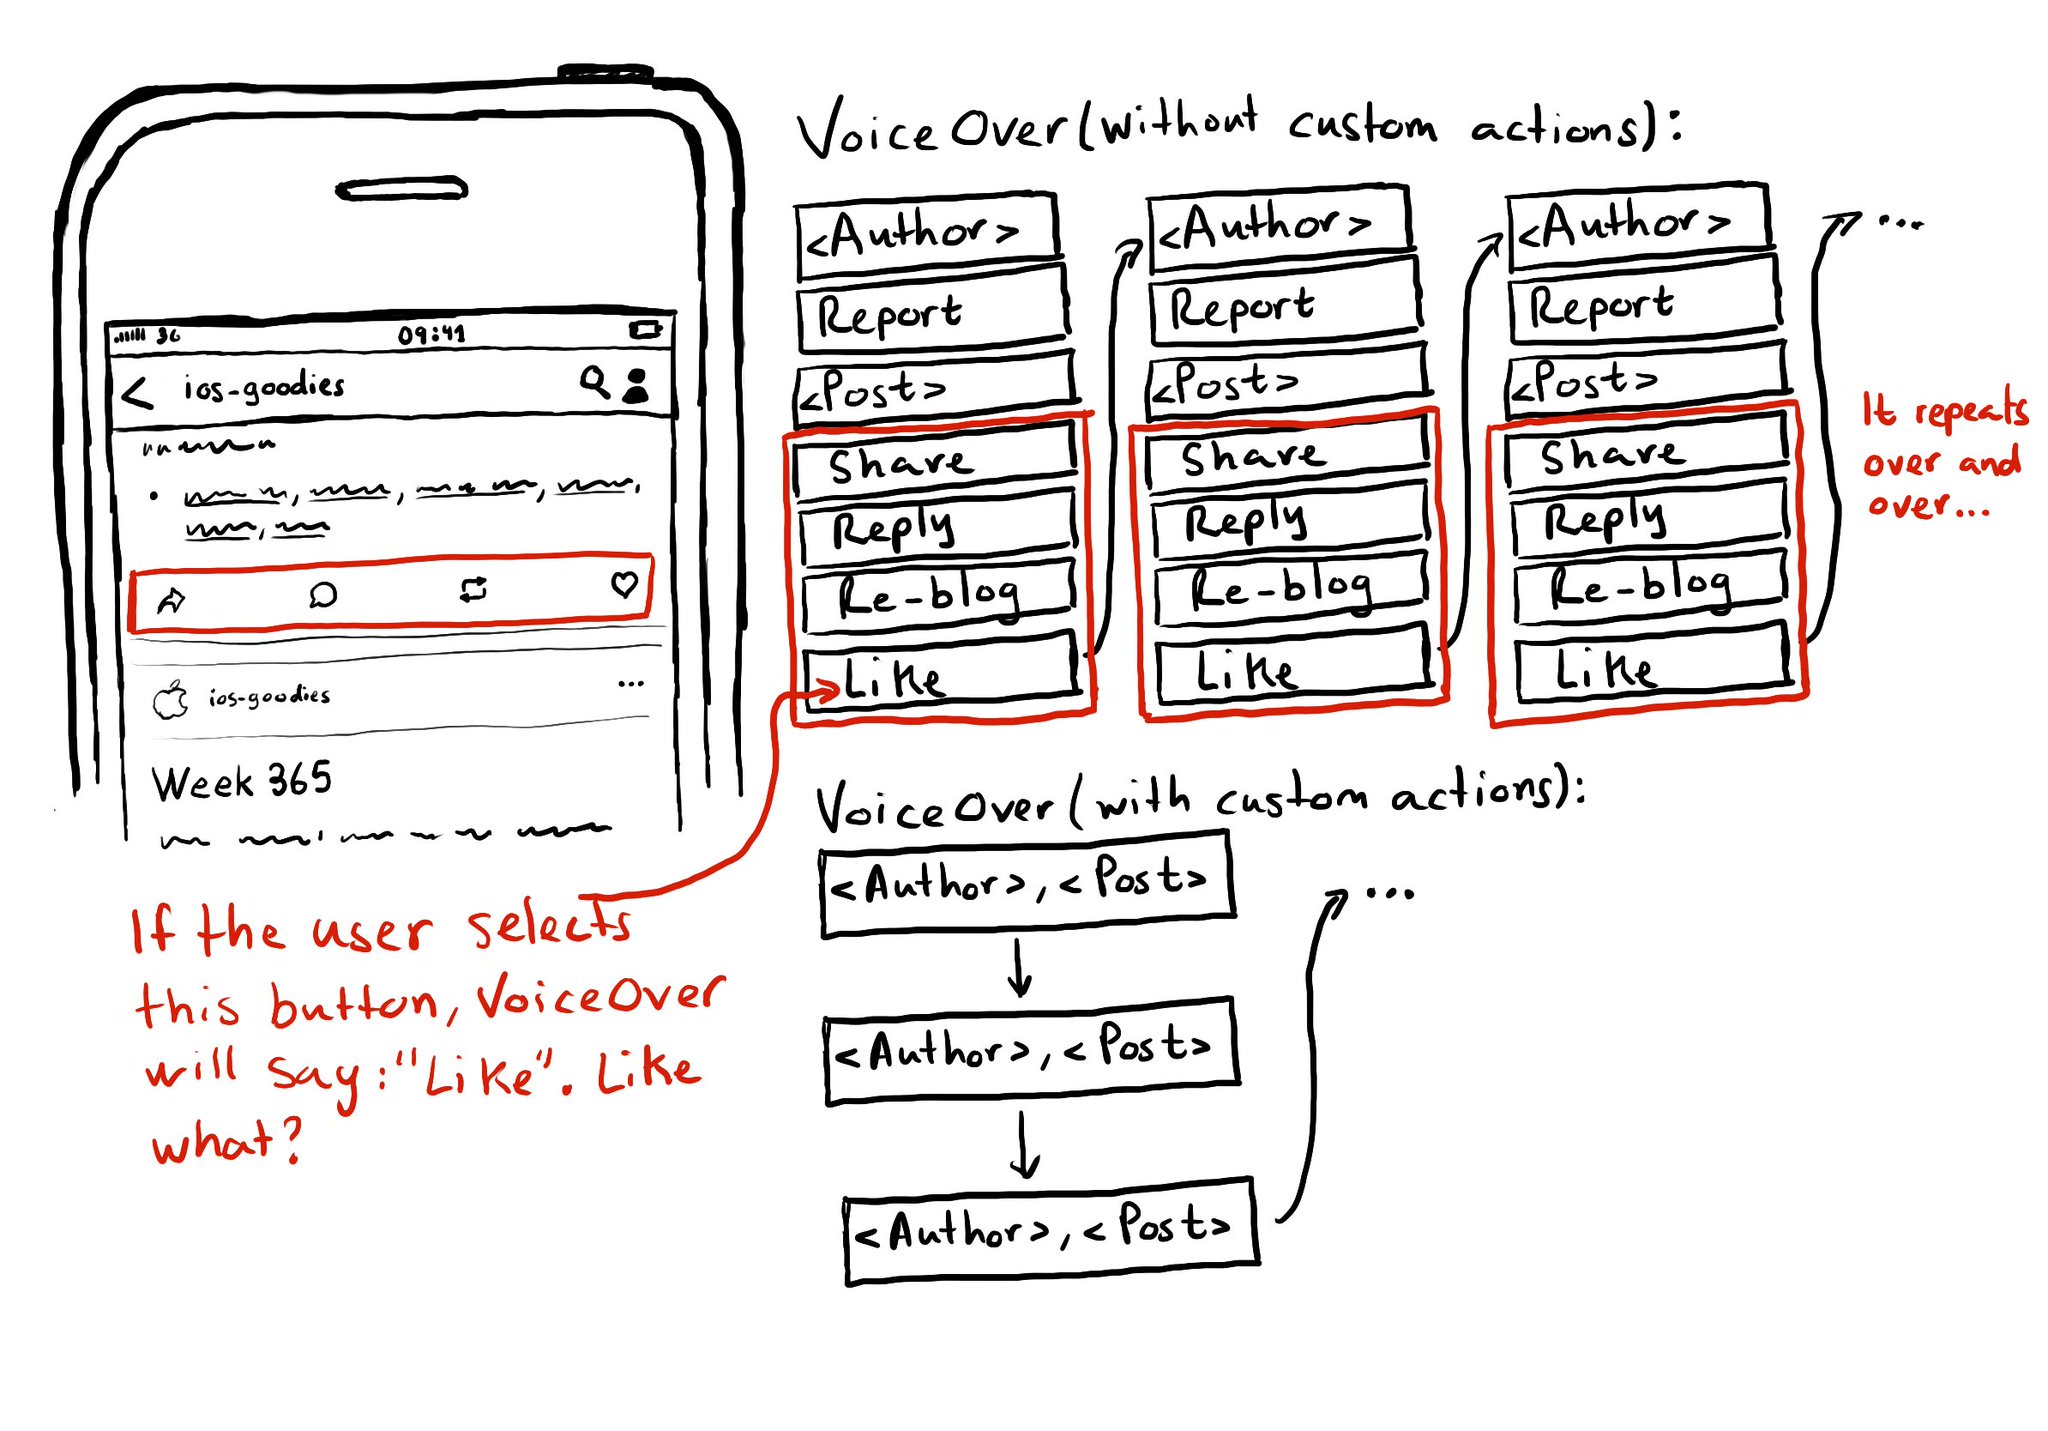 3G 09:41
ios-goodies
ios-goodies
...
Week 365
If the user selects
this button, VoiceOver
will say: "Like". Like
what?
VoiceOver (without custom actions):
<Author>
Report
<Post>
Share
Reply
Re-blog
Like
<Author>
Report
<Post>
Share
Reply
Re-blog
Like
<Author>
Report
<Post>
Share
Reply
Re-blog
Like
...
It repeats
over and
over...
VoiceOver (with custom actions):
<Author>, <Post>
<Author>, <Post>
<Author>, <Post>
...